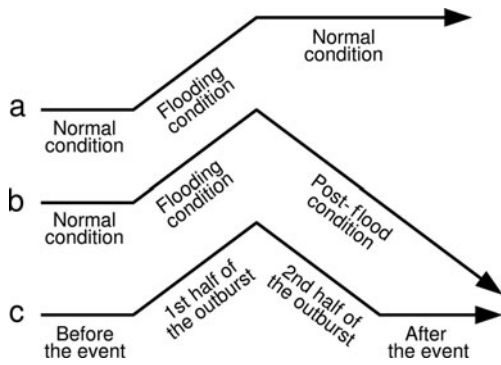 a
Normal
condition
Flooding
condition
Normal
condition
b
Normal
condition
Flooding
condition
Post-flood
condition
c
Before
the event
1st half of
the outburst
2nd half of
the outburst
After
the event